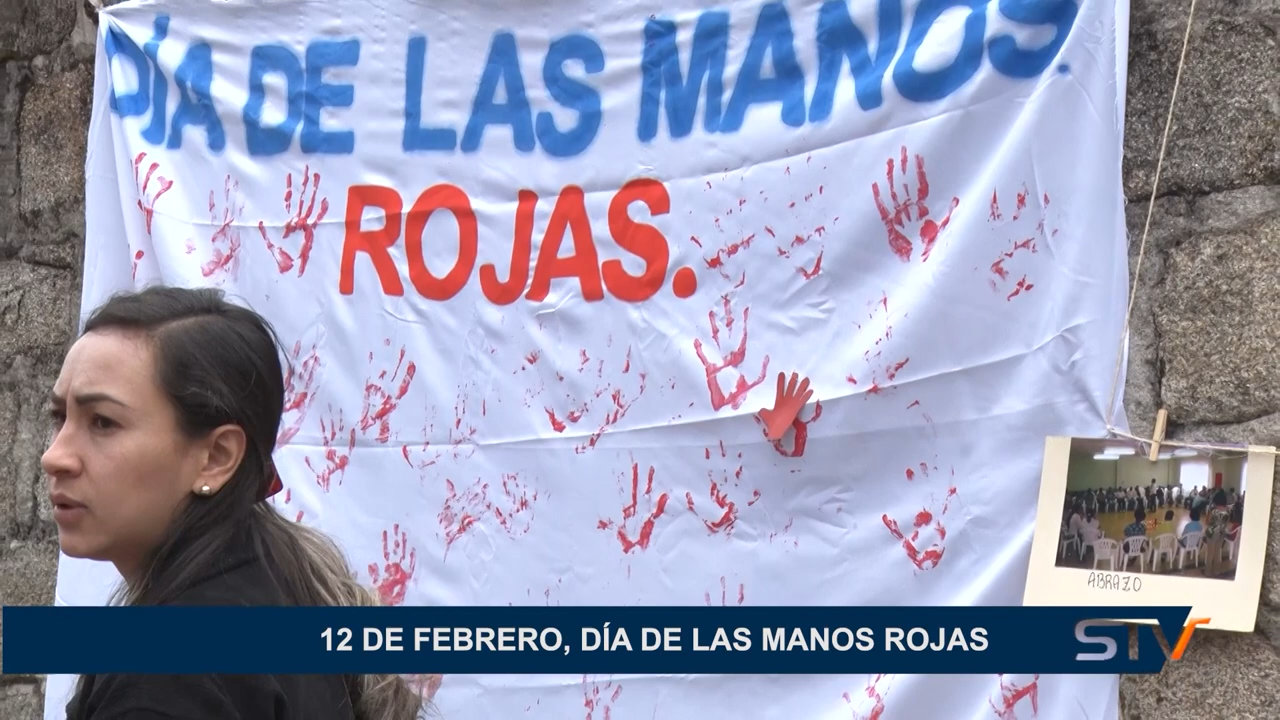 DÍA DE LAS MANOS
ROJAS.
ABRAZO
12 DE FEBRERO, DÍA DE LAS MANOS ROJAS
STV